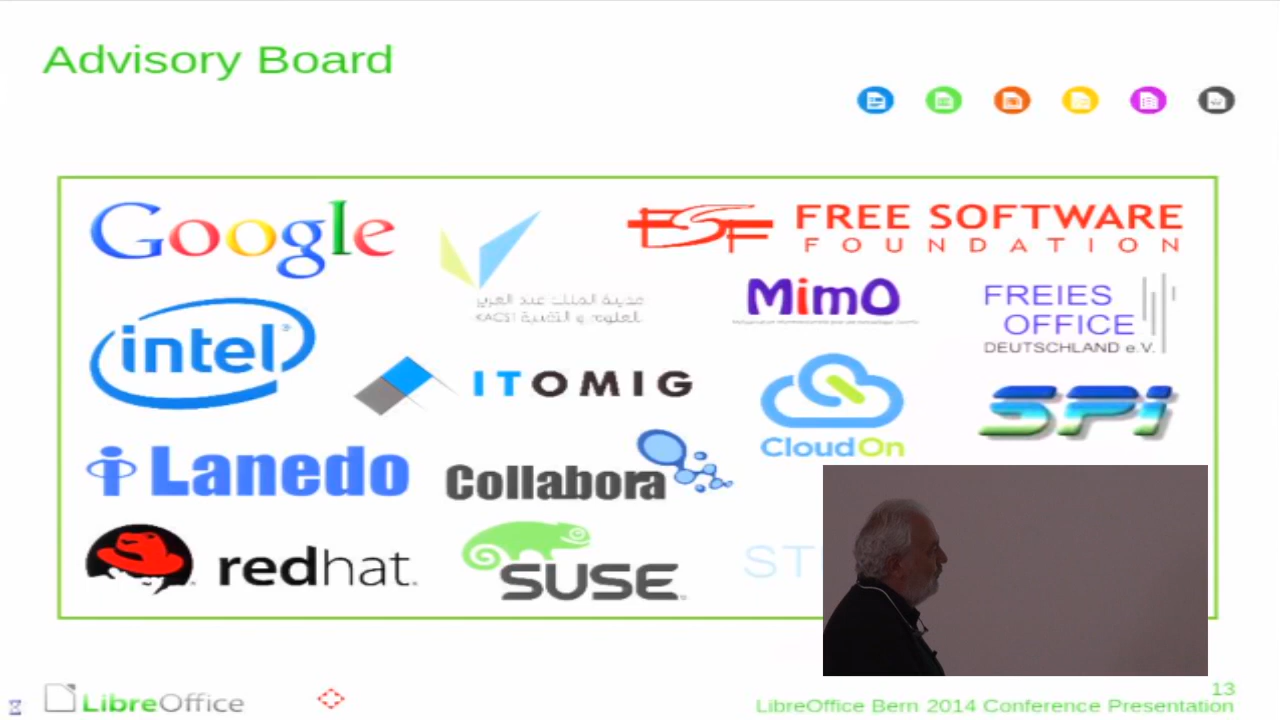 Advisory Board
Google
FREE SOFTWARE
FOUNDATION
مدينة الملك عبد العزيز
للعلوم و التقنية KACST
MimO
FREIES
OFFICE
DEUTSCHLAND e.V.
intel
ITOMIG
CloudOn
SPi
Lanedo
Collabora
redhat.
SUSE
ST
LibreOffice
13
LibreOffice Bern 2014 Conference Presentation